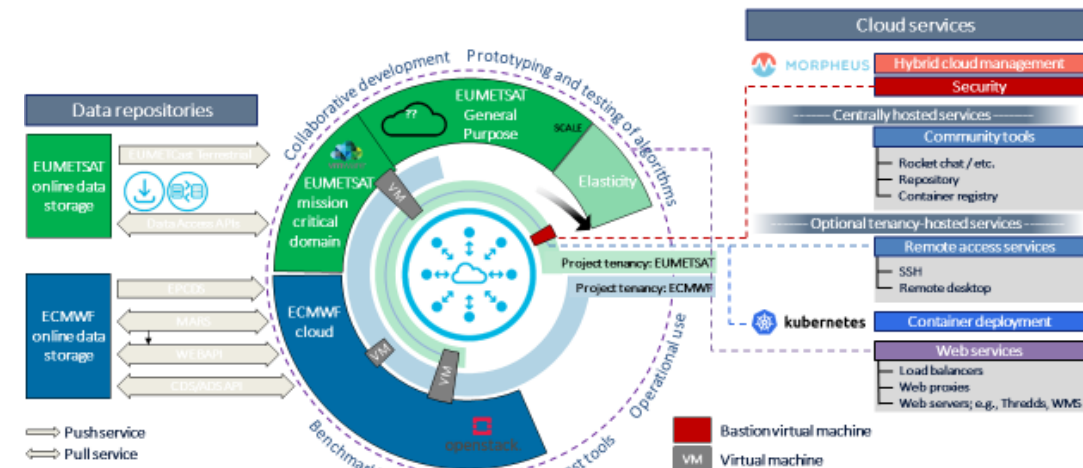 Cloud services
MORPHEUS
Hybrid cloud management
Security
Centrally hosted services
Community tools
Rocket chat / etc.
Repository
Container registry
Optional tenancy-hosted services
Remote access services
SSH
Remote desktop
kubernetes
Container deployment
Web services
Load balancers
Web proxies
Web servers; e.g., Thredds, WMS
Data repositories
EUMETSAT
online data
storage
EUMETCast Terrestrial
Data Access APIs
ECMWF
online data
storage
EPCDS
MARS
WEBAPI
CDS/ADS API
Push service
Pull service
Collaborative development
Prototyping and testing of algorithms
Operational use
Benchmark
st tools
??
EUMETSAT
General
Purpose
SCALE
Elasticity
EUMETSAT
mission
critical
domain
VM
Project tenancy: EUMETSAT
Project tenancy: ECMWF
ECMWF
cloud
VM
VM
openstack
Bastion virtual machine
VM
Virtual machine